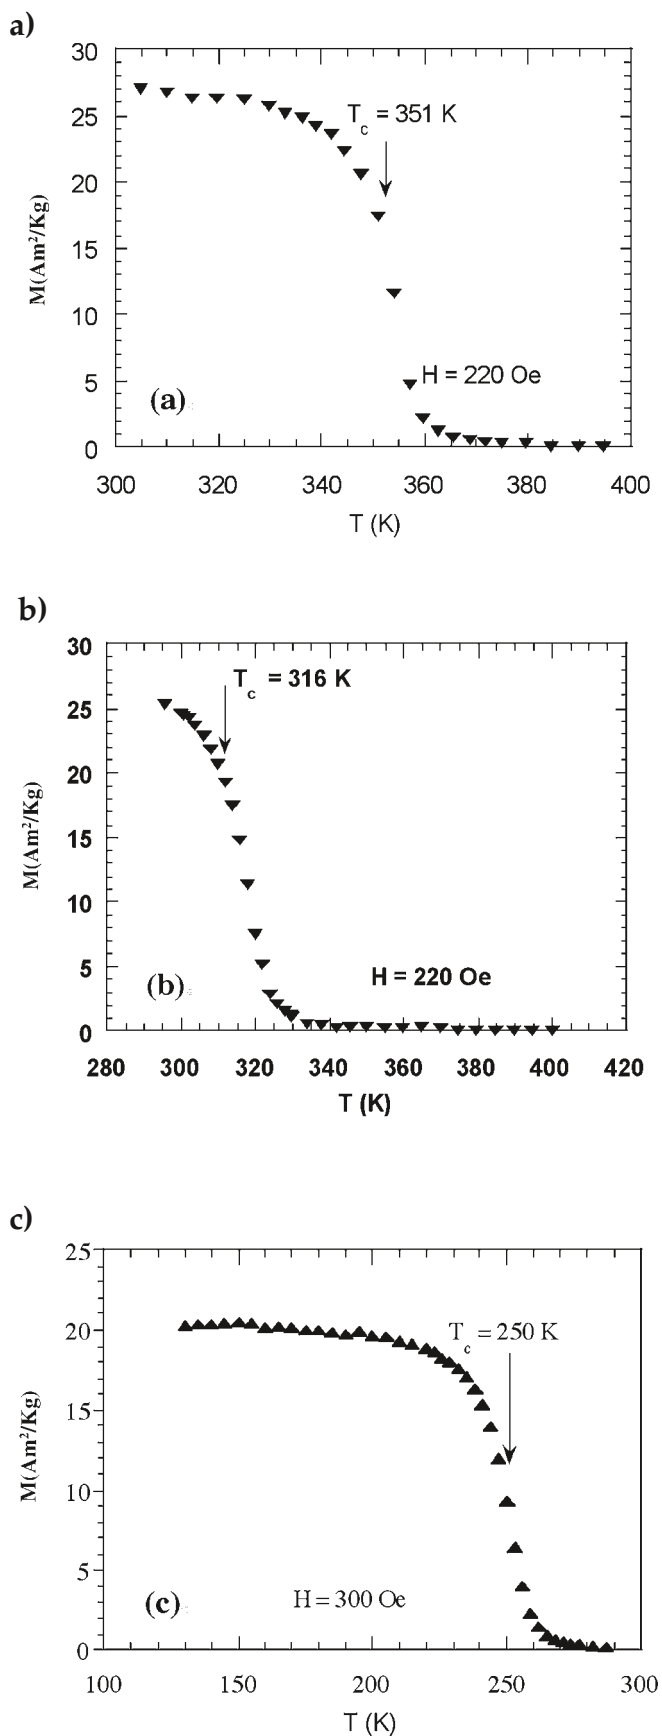 a)
30
T_c = 351 K
25
20
M(Am²/Kg)
15
10
H = 220 Oe
5
(a)
0
300 320 340 360 380 400
T (K)
b)
30
T_c = 316 K
25
20
M(Am²/Kg)
15
10
5
H = 220 Oe
(b)
0
280 300 320 340 360 380 400 420
T (K)
c)
25
T_c = 250 K
20
15
M(Am²/Kg)
10
5
H = 300 Oe
(c)
0
100 150 200 250 300
T (K)